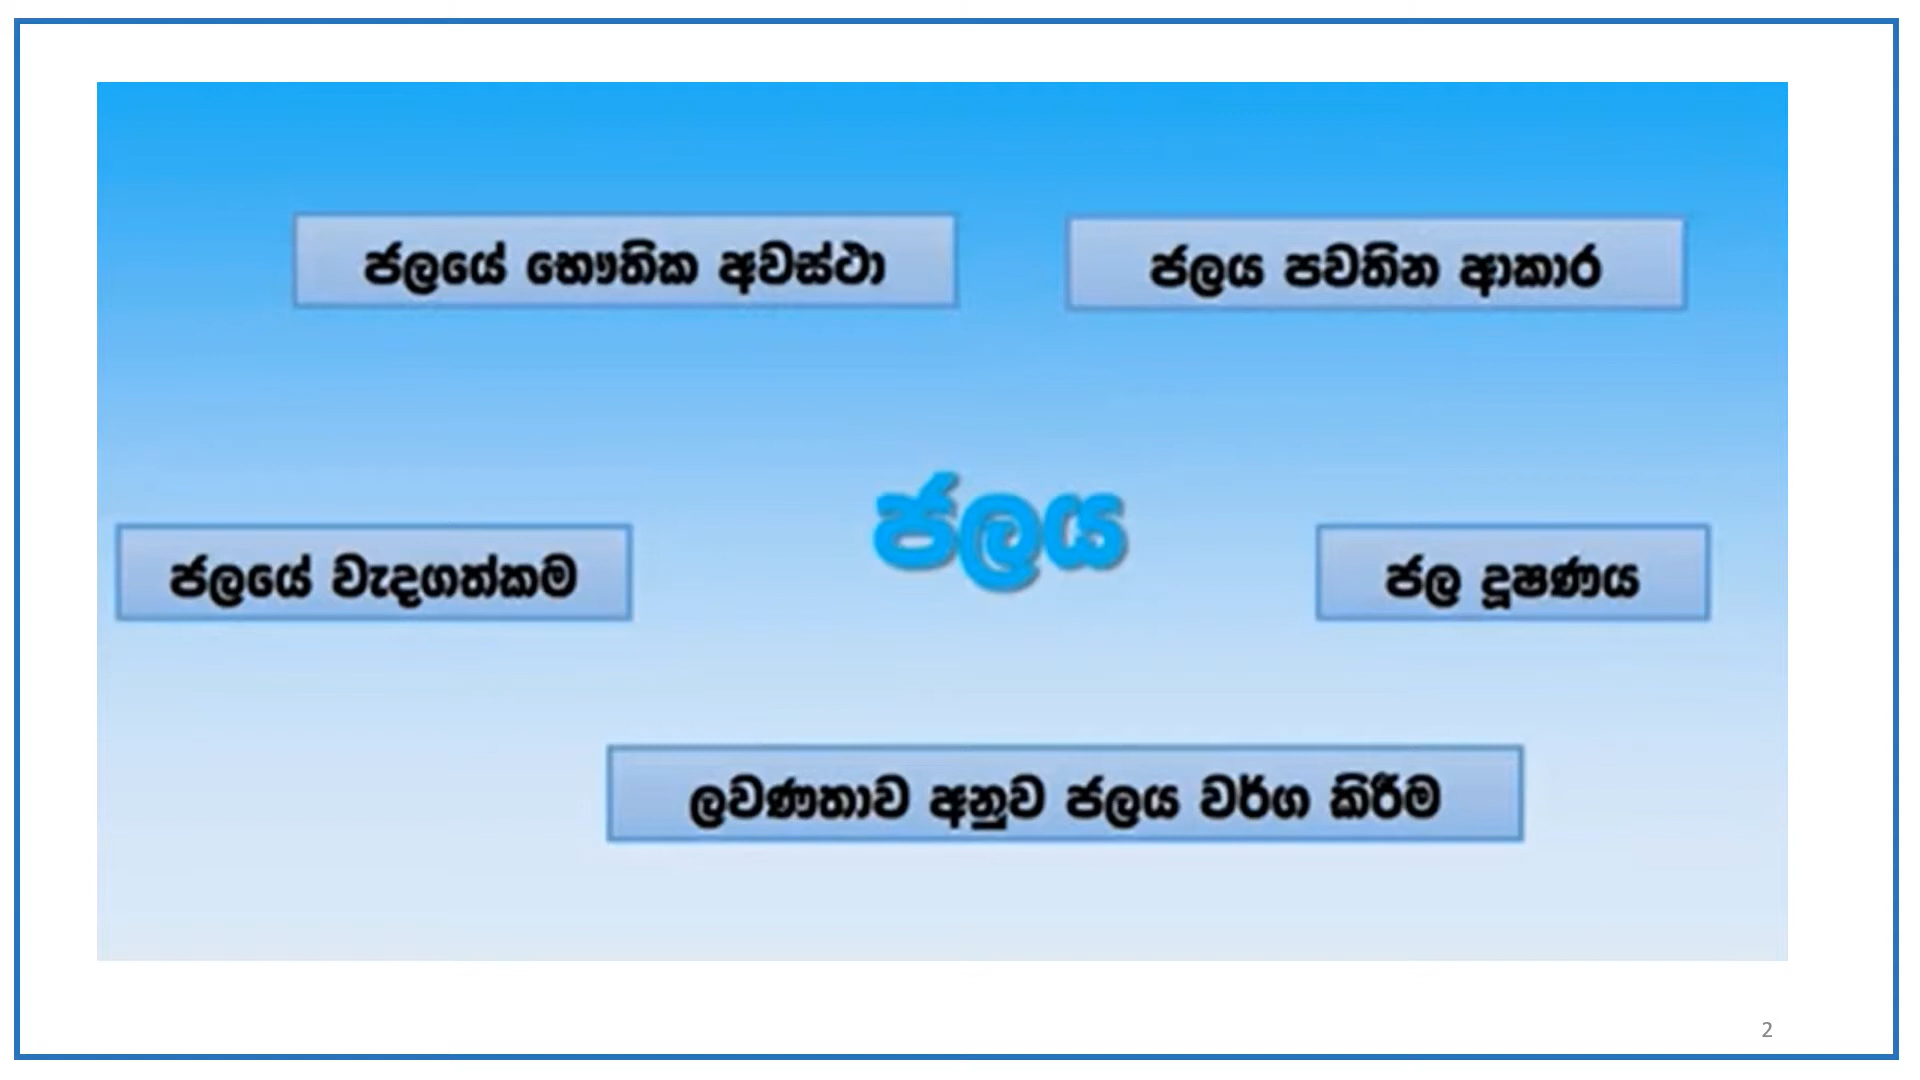 ජලයේ භෞතික අවස්ථා
ජලය පවතින ආකාර
ජලය
ජලයේ වැදගත්කම
ජල දූෂණය
ලවණතාව අනුව ජලය වර්ග කිරීම
2